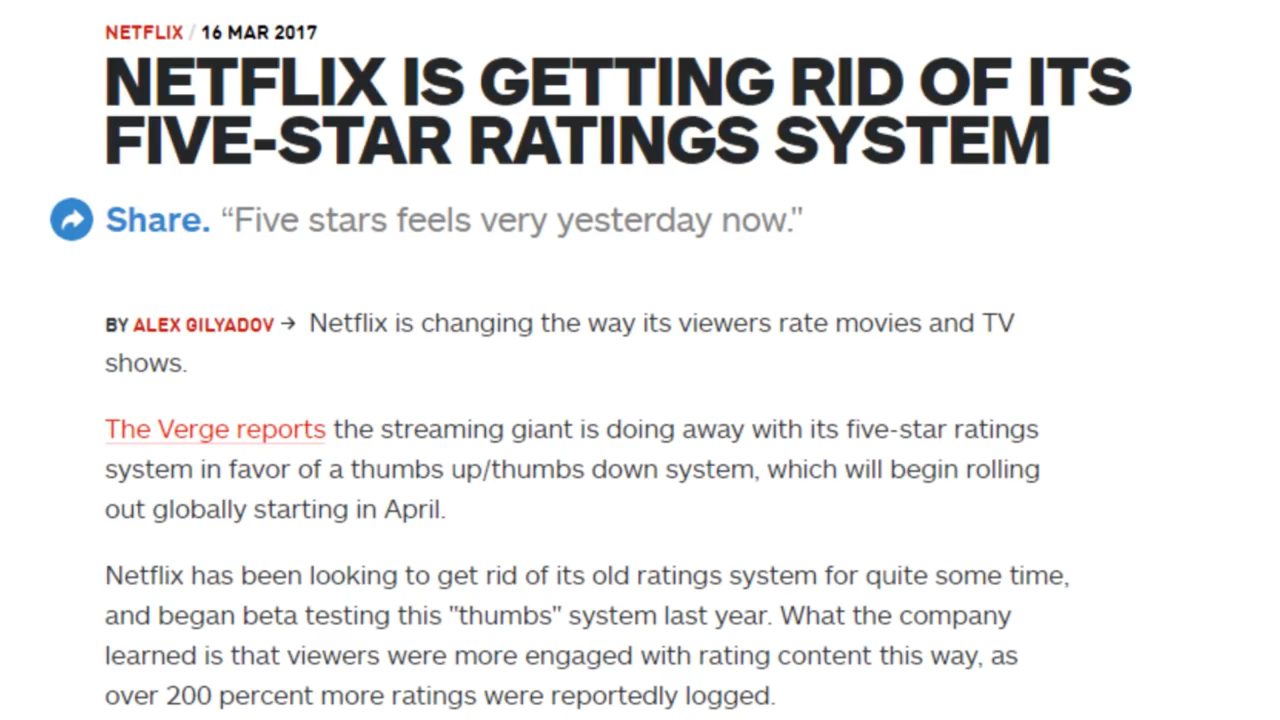 NETFLIX / 16 MAR 2017
NETFLIX IS GETTING RID OF ITS
FIVE-STAR RATINGS SYSTEM
Share. “Five stars feels very yesterday now."
BY ALEX GILYADOV → Netflix is changing the way its viewers rate movies and TV
shows.
The Verge reports the streaming giant is doing away with its five-star ratings
system in favor of a thumbs up/thumbs down system, which will begin rolling
out globally starting in April.
Netflix has been looking to get rid of its old ratings system for quite some time,
and began beta testing this "thumbs" system last year. What the company
learned is that viewers were more engaged with rating content this way, as
over 200 percent more ratings were reportedly logged.